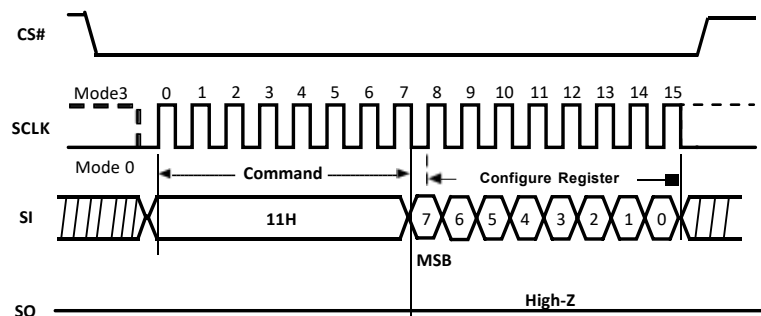 CS#
Mode3 0 1 2 3 4 5 6 7 8 9 10 11 12 13 14 15
SCLK
Mode 0
Command
Configure Register
SI
11H
7 6 5 4 3 2 1 0
MSB
High-Z
SO